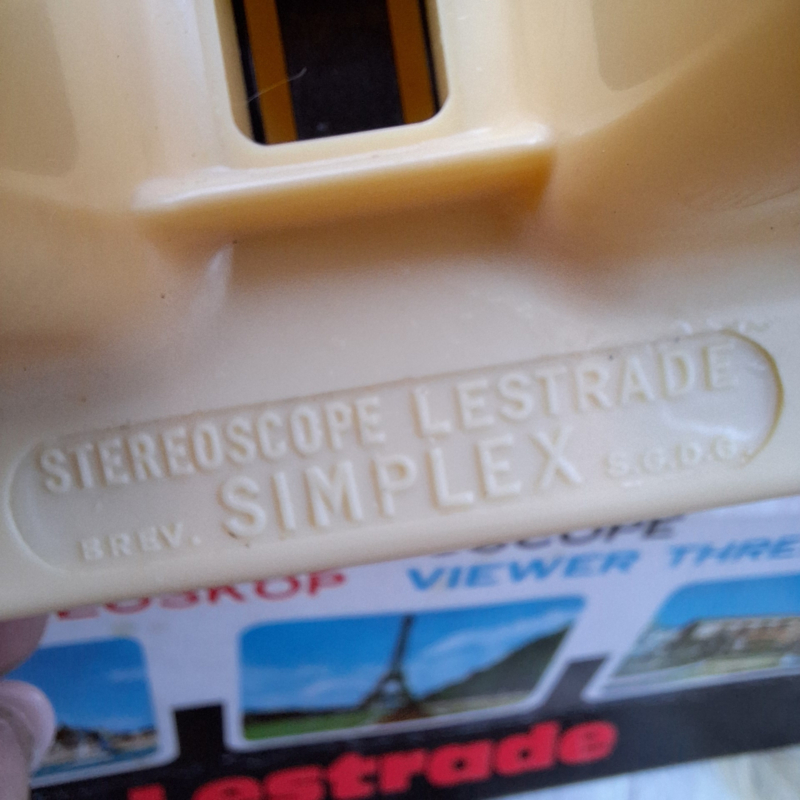 STEREOSCOPE LESTRADE
BREV. SIMPLEX S.G.D.G.
VIEWER THRE
Lestrade